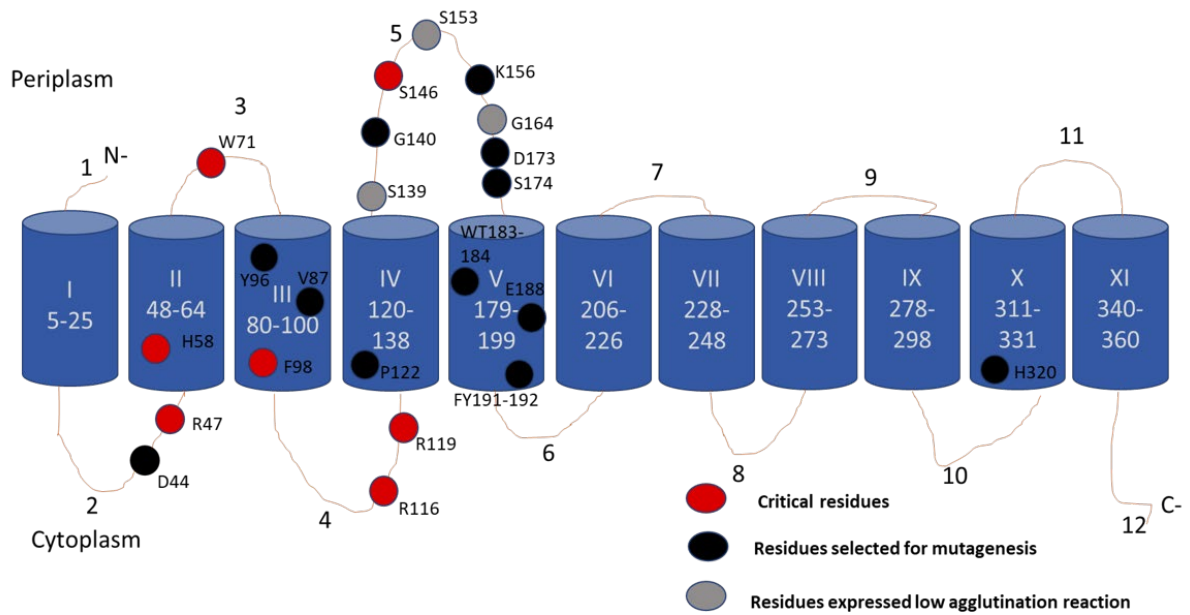 S153
5
Periplasm
K156
S146
3
G164
G140
W71
11
D173
1
N-
S174
7
9
S139
WT183-
184
Y96
V87
E188
I
5-25
II
48-64
H58
III
80-100
F98
IV
120-
138
P122
V
179-
199
FY191-192
VI
206-
226
VII
228-
248
VIII
253-
273
IX
278-
298
X
311-
331
H320
XI
340-
360
R47
R119
D44
R116
2
4
6
8
10
12
C-
Cytoplasm
Critical residues
Residues selected for mutagenesis
Residues expressed low agglutination reaction